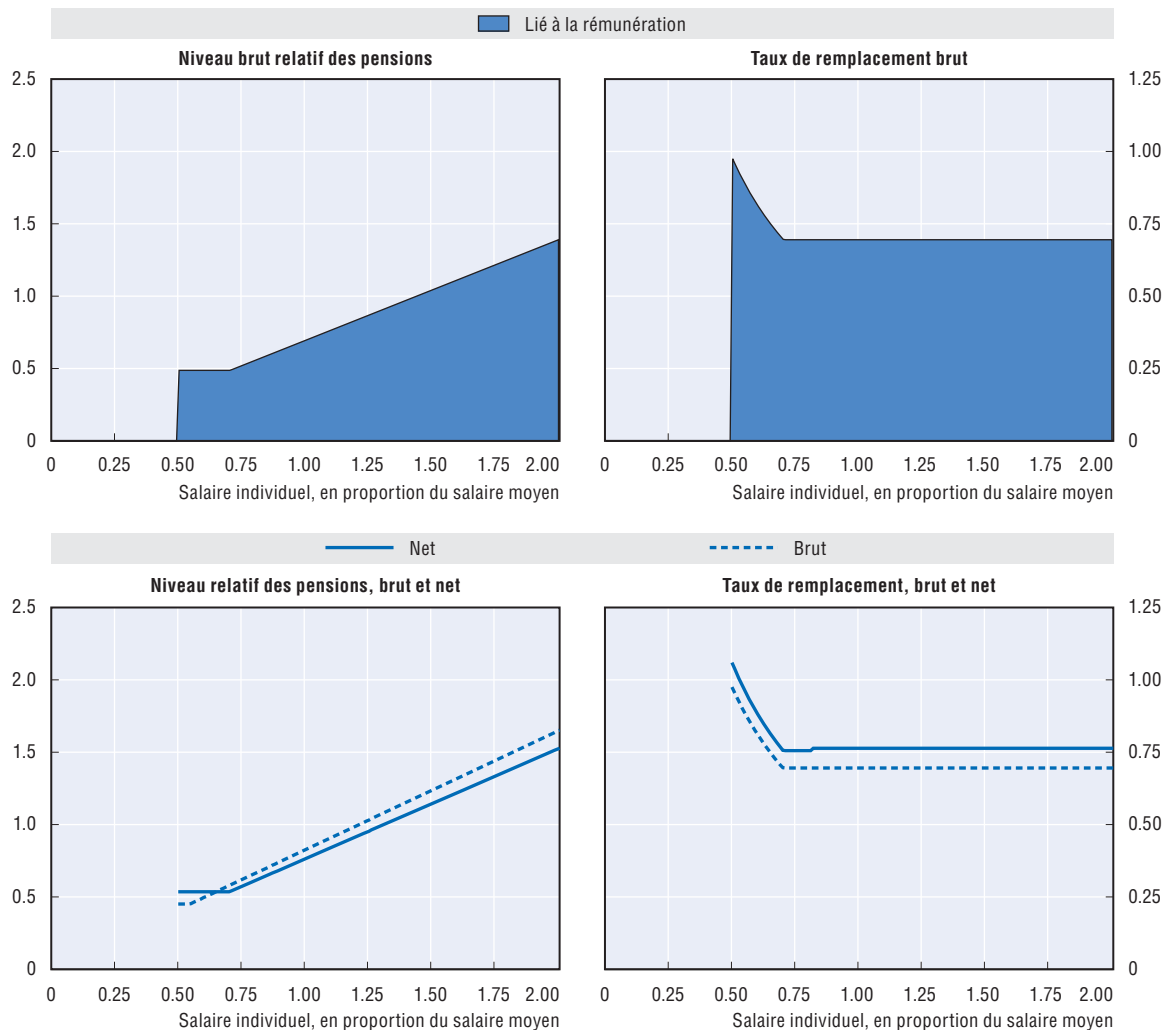 Lié à la rémunération
Niveau brut relatif des pensions
Taux de remplacement brut
2.5
2.0
1.5
1.0
0.5
0
1.25
1.00
0.75
0.50
0.25
0
0 0.25 0.50 0.75 1.00 1.25 1.50 1.75 2.00
0 0.25 0.50 0.75 1.00 1.25 1.50 1.75 2.00
Salaire individuel, en proportion du salaire moyen
Salaire individuel, en proportion du salaire moyen
Net
Brut
Niveau relatif des pensions, brut et net
Taux de remplacement, brut et net
2.5
2.0
1.5
1.0
0.5
0
1.25
1.00
0.75
0.50
0.25
0
0 0.25 0.50 0.75 1.00 1.25 1.50 1.75 2.00
0 0.25 0.50 0.75 1.00 1.25 1.50 1.75 2.00
Salaire individuel, en proportion du salaire moyen
Salaire individuel, en proportion du salaire moyen